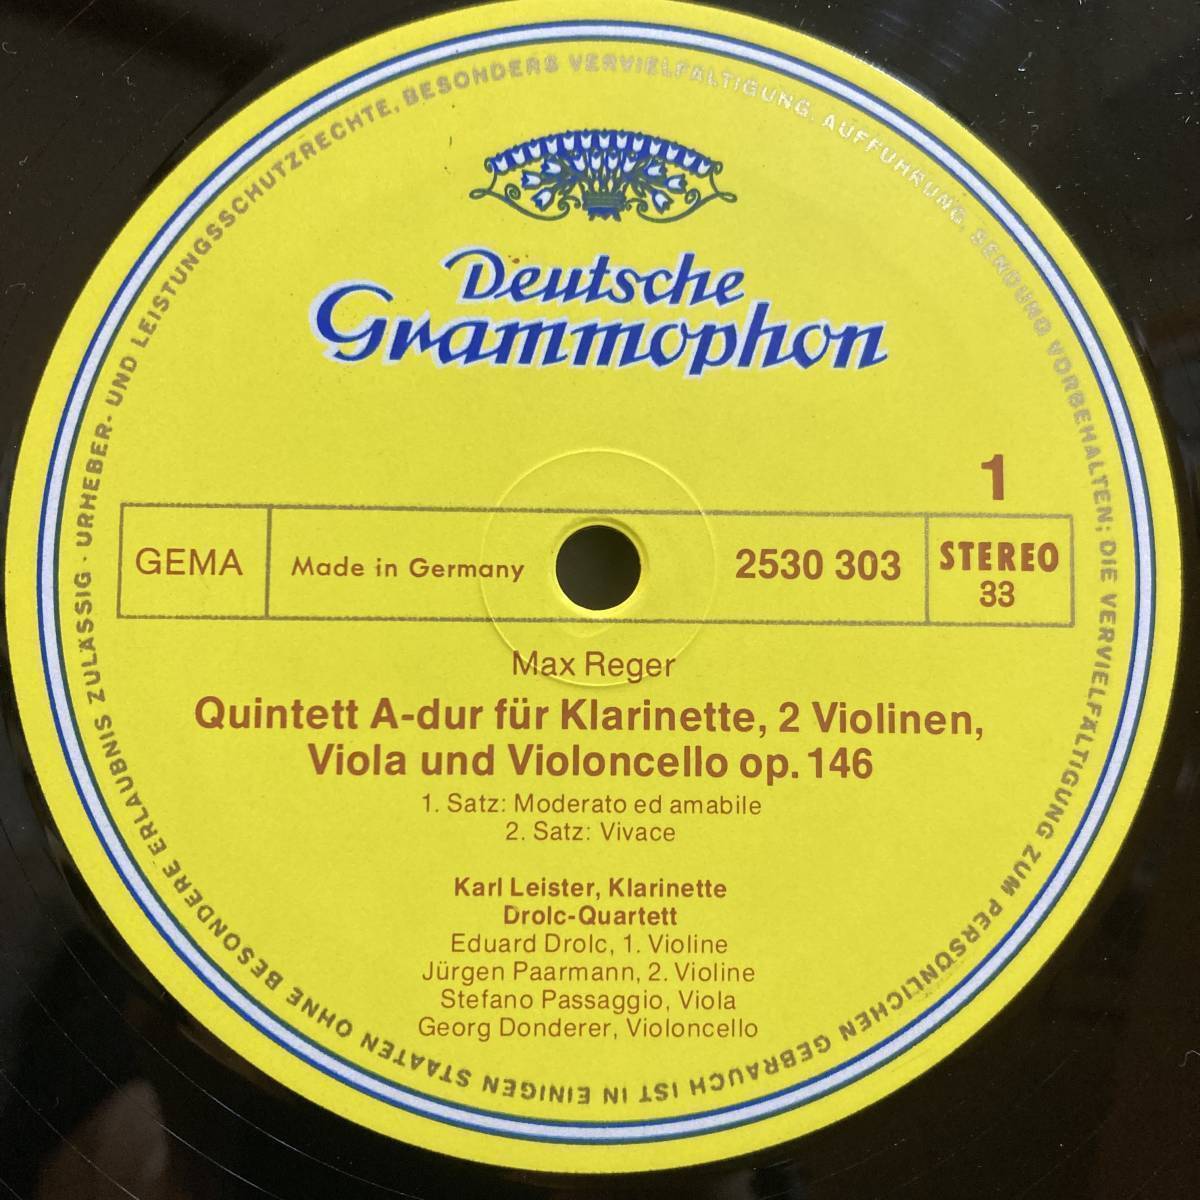 Deutsche
Grammophon
1
GEMA
Made in Germany
2530 303
STEREO
33
Max Reger
Quintett A-dur für Klarinette, 2 Violinen,
Viola und Violoncello op. 146
1. Satz: Moderato ed amabile
2. Satz: Vivace
Karl Leister, Klarinette
Drolc-Quartett
Eduard Drolc, 1. Violine
Jürgen Paarmann, 2. Violine
Stefano Passaggio, Viola
Georg Donderer, Violoncello
URHEBER- UND LEISTUNGSSCHUTZRECHTE, BESONDERS VERVIELFÄLTIGUNG, AUFFÜHRUNG, SENDUNG VORBEHALTEN; DIE VERVIELFÄLTIGUNG ZUM PERSÖNLICHEN GEBRAUCH IST IN EINIGEN STAATEN OHNE BESONDERE ERLAUBNIS ZULÄSSIG ·